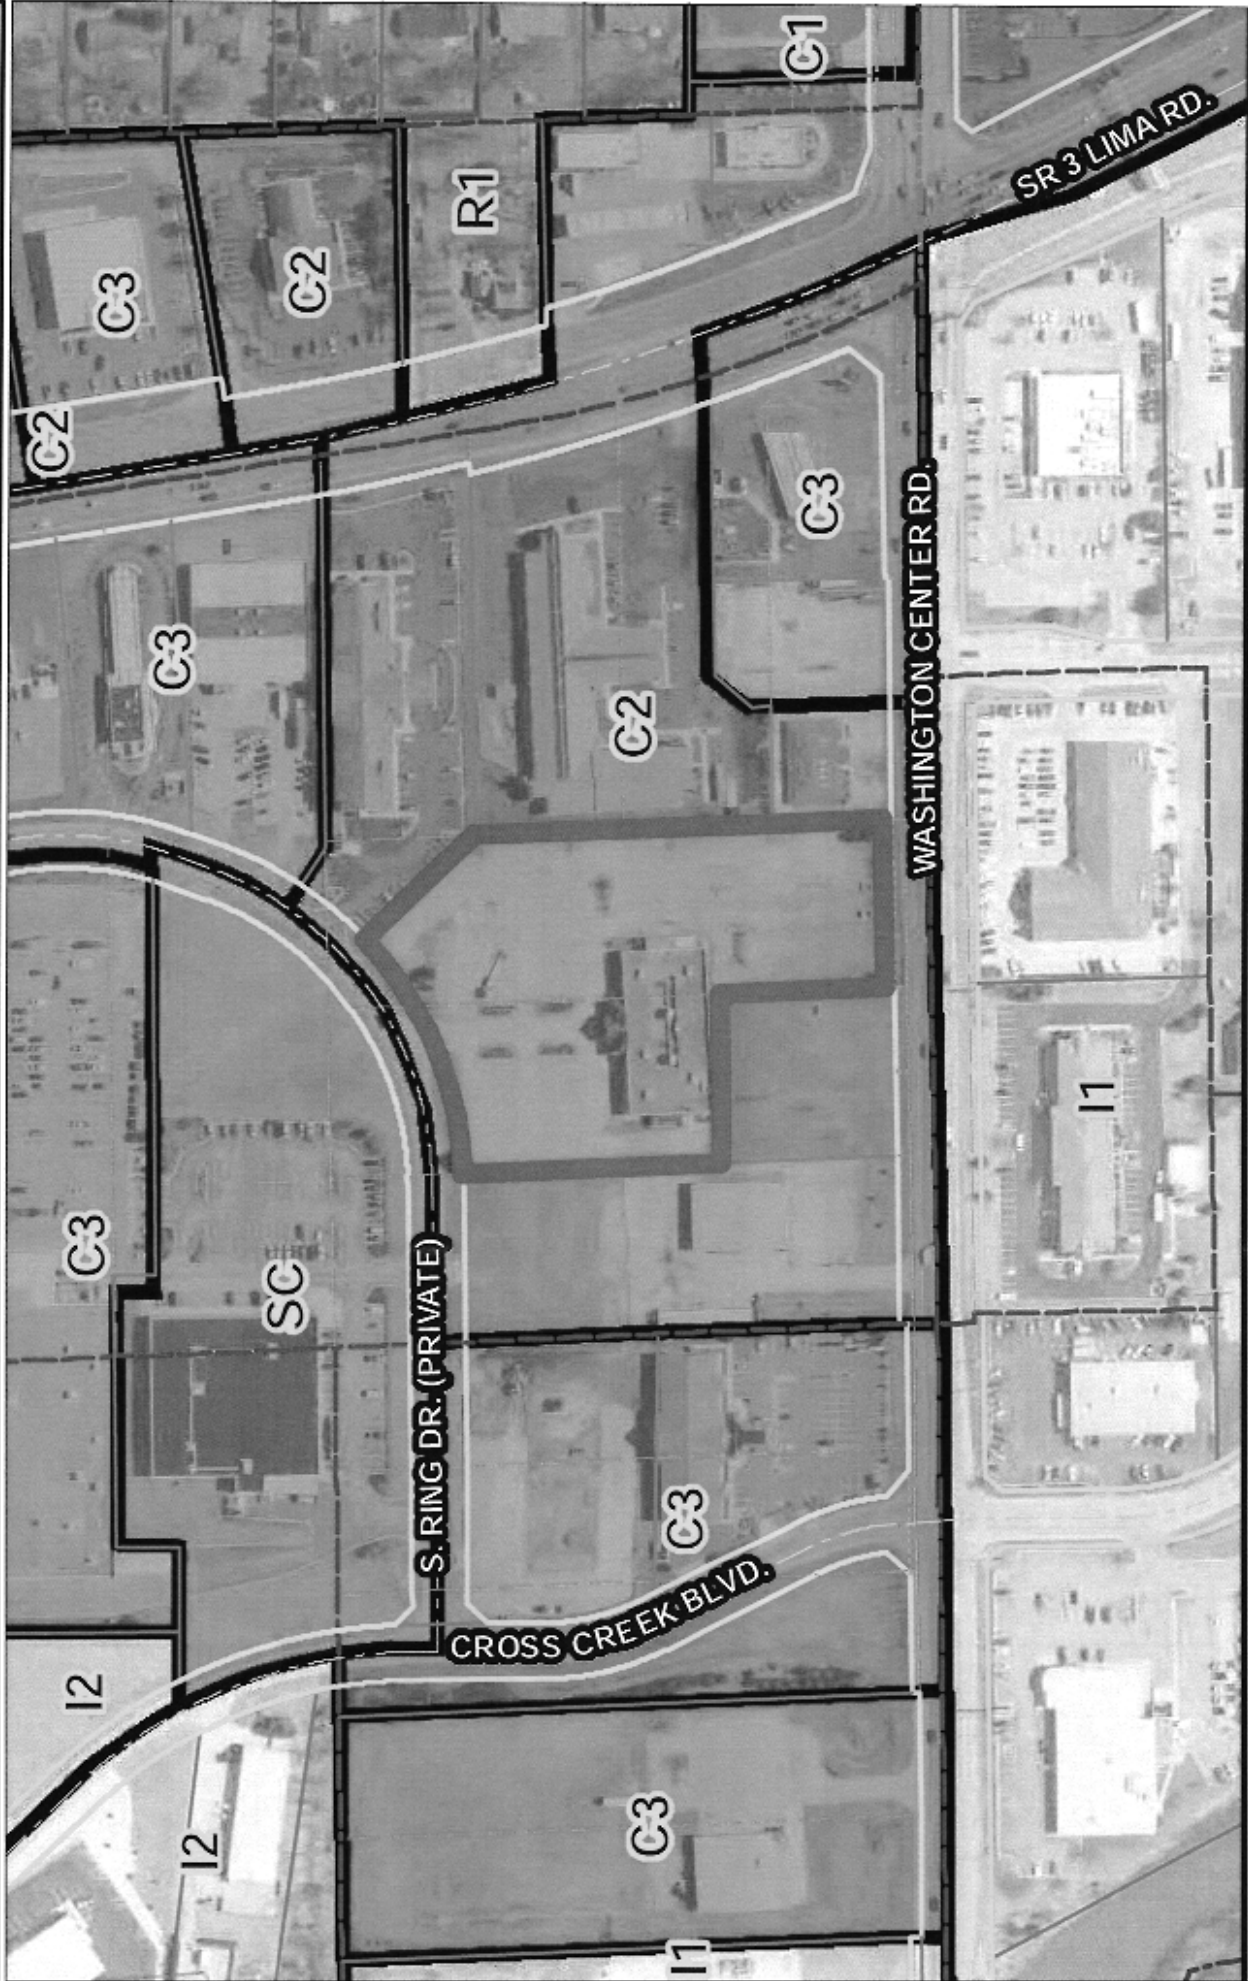 C1
SR 3 LIMA RD.
R1
C2
C3
C2
C3
C3
C2
WASHINGTON CENTER RD.
I1
C3
SC
S. RING DR. (PRIVATE)
C3
CROSS CREEK BLVD.
I2
I2
C3
I1